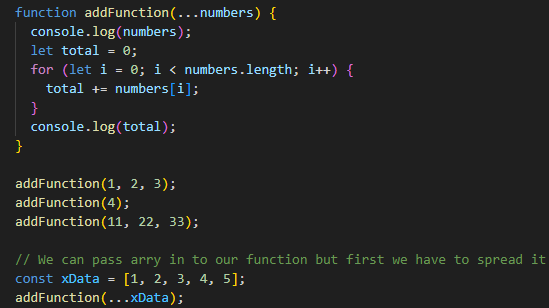 function addFunction(...numbers) {
  console.log(numbers);
  let total = 0;
  for (let i = 0; i < numbers.length; i++) {
    total += numbers[i];
  }
  console.log(total);
}

addFunction(1, 2, 3);
addFunction(4);
addFunction(11, 22, 33);

// We can pass arry in to our function but first we have to spread it
const xData = [1, 2, 3, 4, 5];
addFunction(...xData);